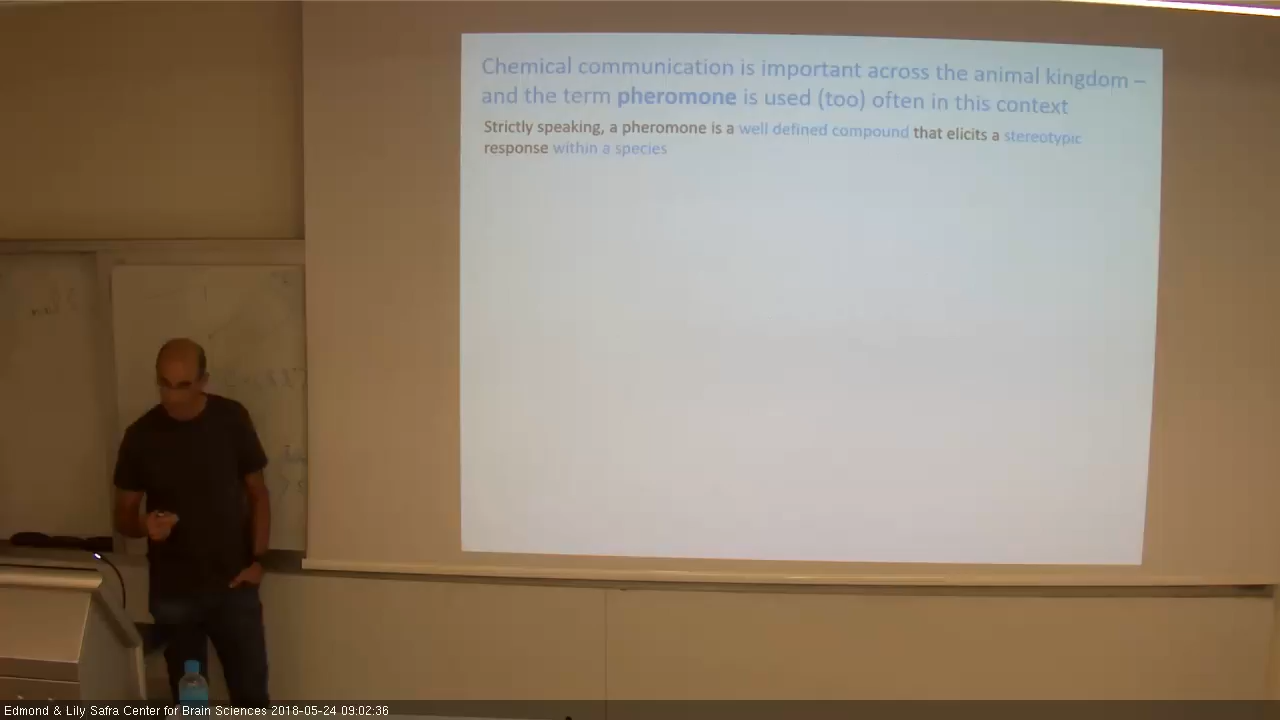 Chemical communication is important across the animal kingdom –
and the term pheromone is used (too) often in this context
Strictly speaking, a pheromone is a well defined compound that elicits a stereotypic
response within a species
Edmond & Lily Safra Center for Brain Sciences 2018-05-24 09:02:36